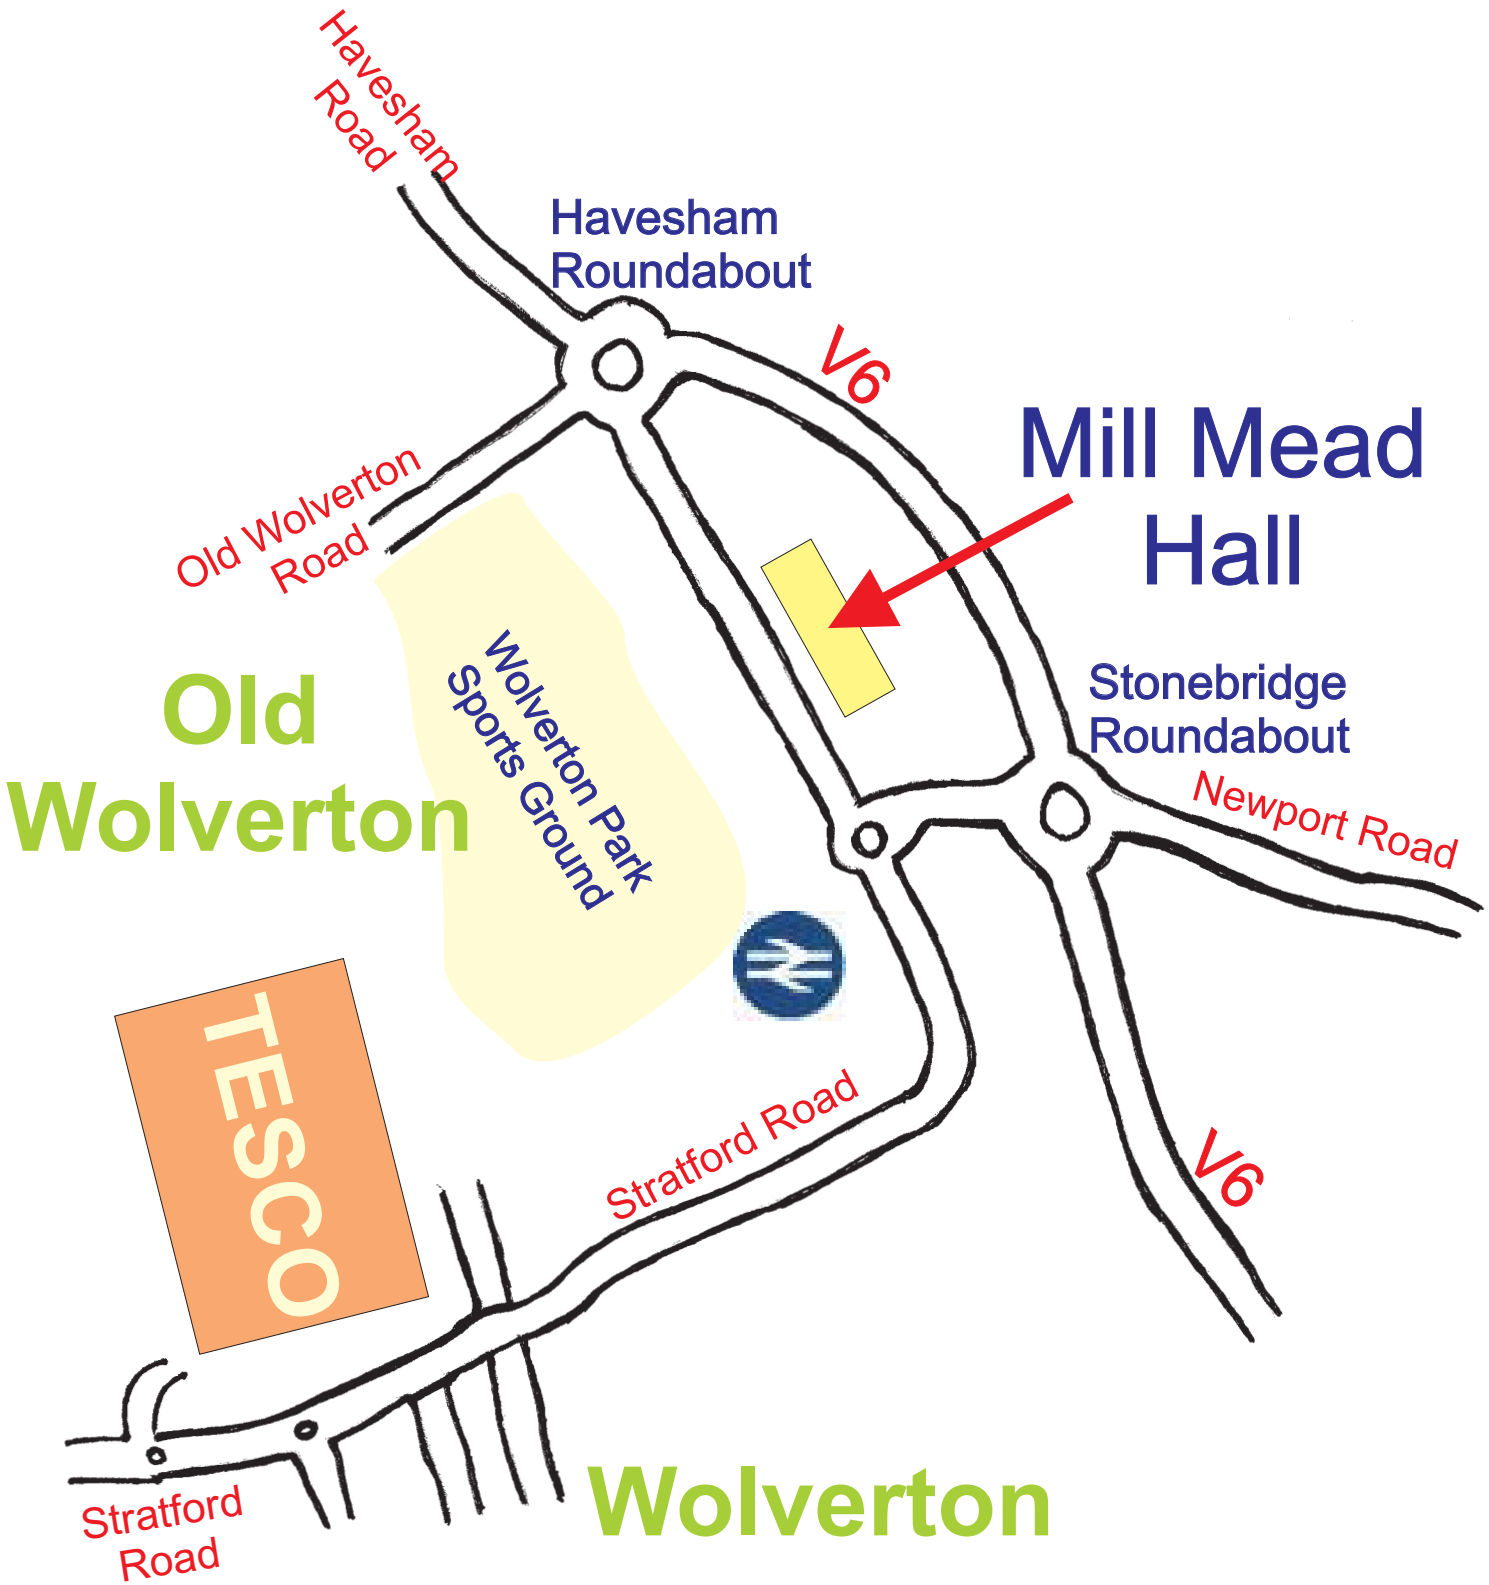 Havesham
Road
Havesham
Roundabout
V6
Mill Mead
Hall
Old Wolverton
Road
Wolverton Park
Sports Ground
Old
Wolverton
Stonebridge
Roundabout
Newport Road
TESCO
Stratford Road
V6
Stratford
Road
Wolverton